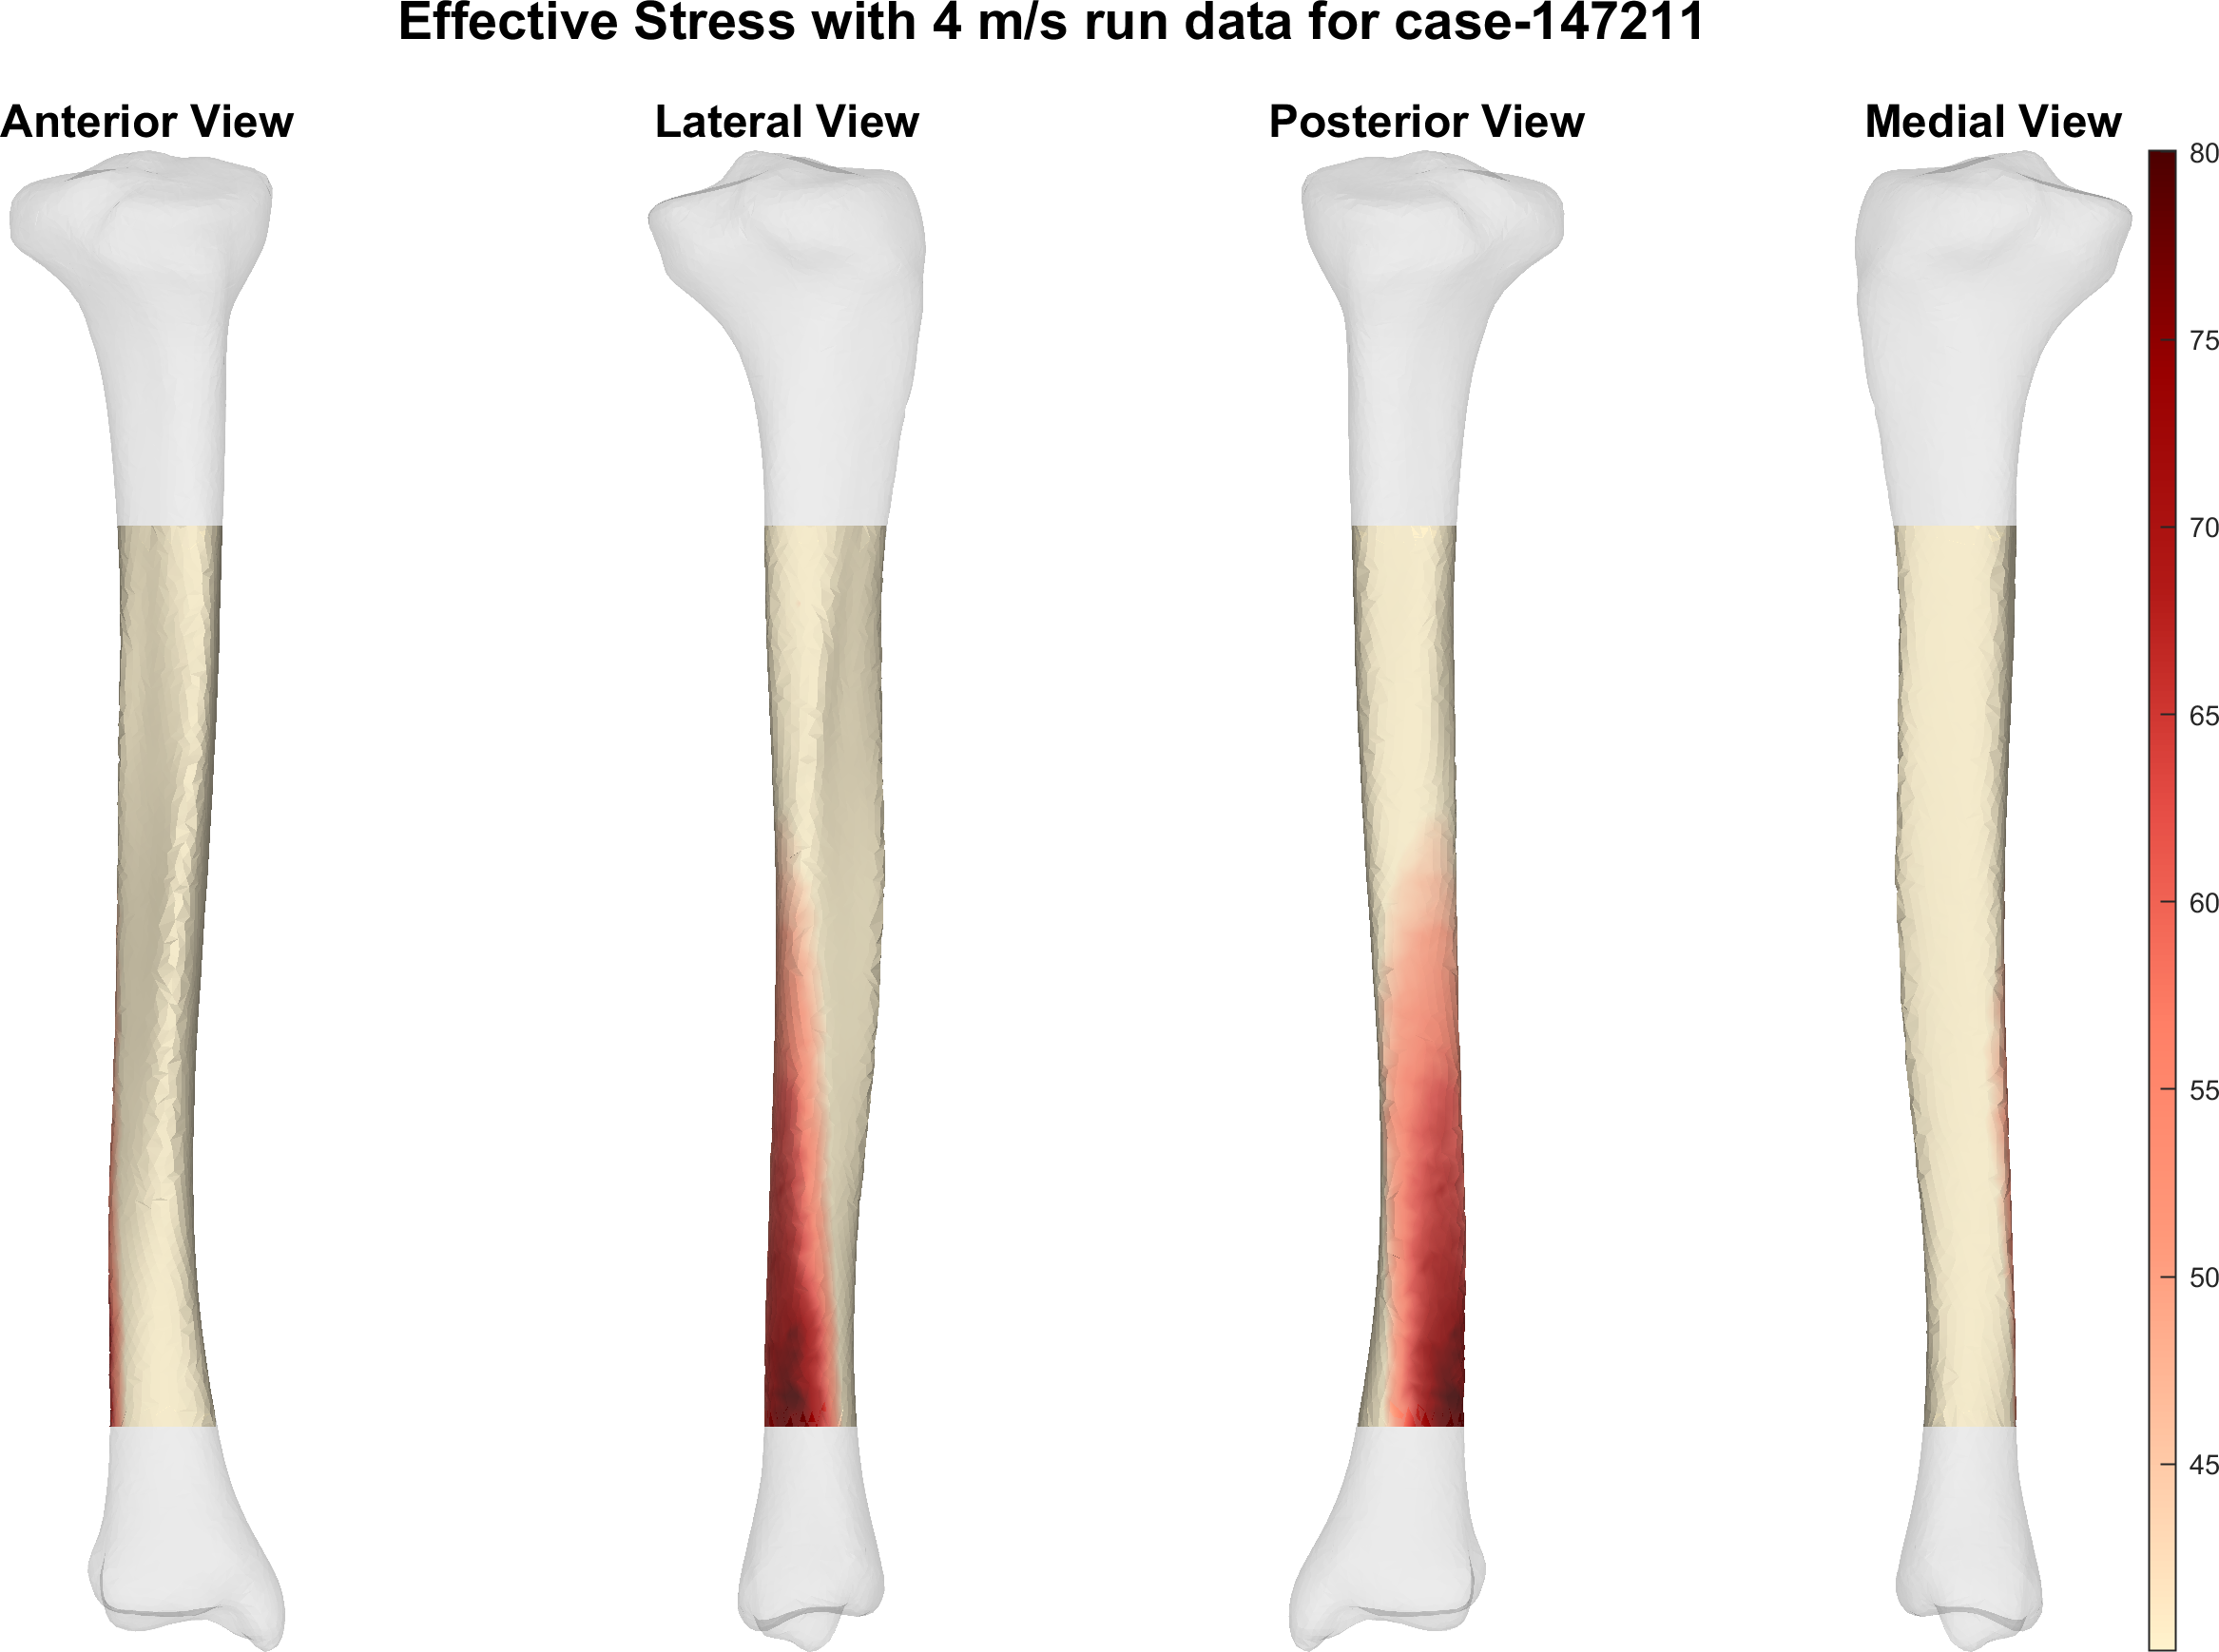 Effective Stress with 4 m/s run data for case-147211
Anterior View
Lateral View
Posterior View
Medial View
80
75
70
65
60
55
50
45